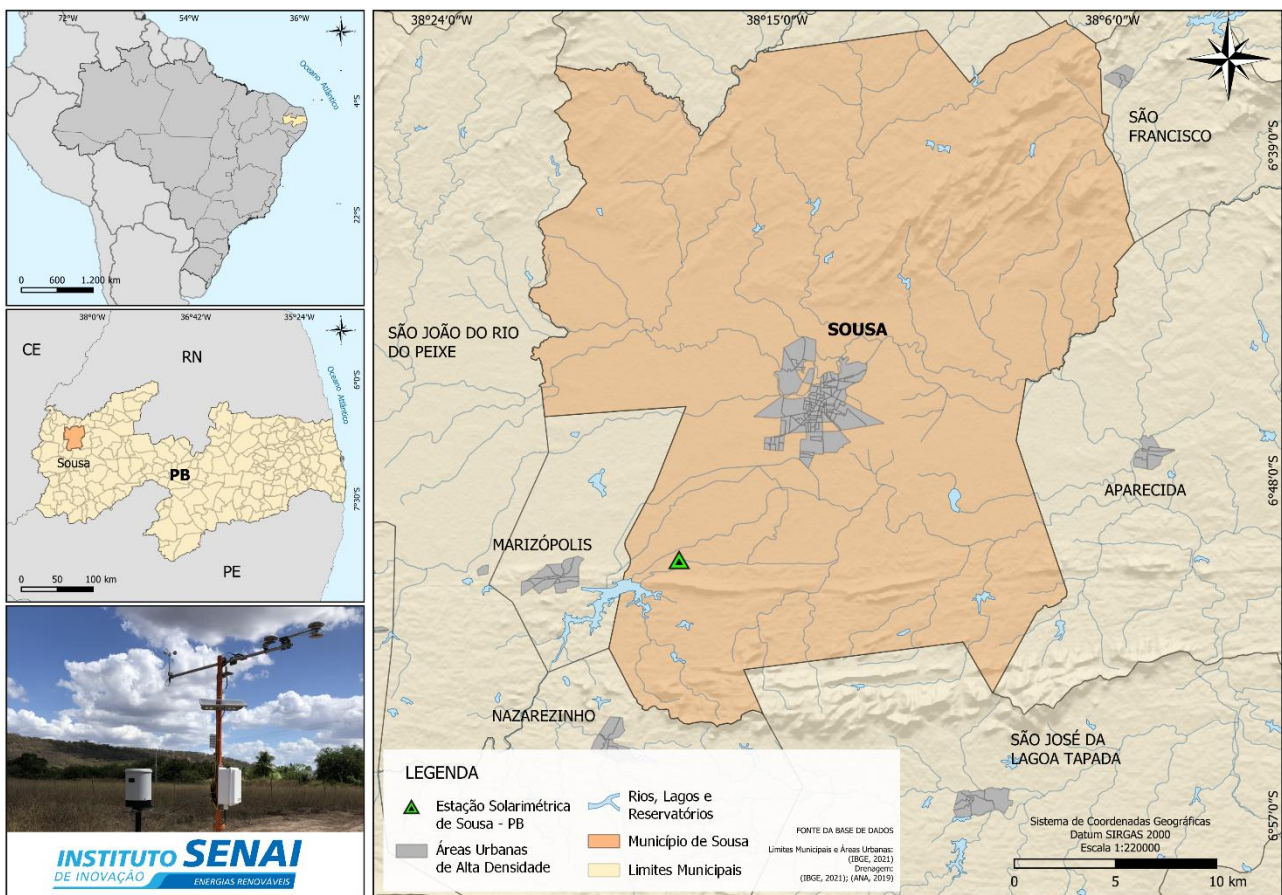 72°W
54°W
36°W
Oceano Atlântico
4°S
22°S
0 600 1.200 km
38°0'W
36°42'W
35°24'W
CE
RN
6°0'S
Oceano Atlântico
Sousa
PB
7°30'S
PE
0 50 100 km
INSTITUTO SENAI
DE INOVAÇÃO
ENERGIAS RENOVÁVEIS
38°24'0"W
38°15'0"W
38°6'0"W
SÃO
FRANCISCO
6°39'0"S
SÃO JOÃO DO RIO
DO PEIXE
SOUSA
APARECIDA
6°48'0"S
MARIZÓPOLIS
NAZAREZINHO
SÃO JOSÉ DA
LAGOA TAPADA
6°57'0"S
LEGENDA
Estação Solarimétrica
de Sousa - PB
Áreas Urbanas
de Alta Densidade
Rios, Lagos e
Reservatórios
Município de Sousa
Limites Municipais
FONTE DA BASE DE DADOS
Limites Municipais e Áreas Urbanas:
(IBGE, 2021)
Drenagem:
(IBGE, 2021); (ANA, 2019)
Sistema de Coordenadas Geográficas
Datum SIRGAS 2000
Escala 1:220000
0 5 10 km